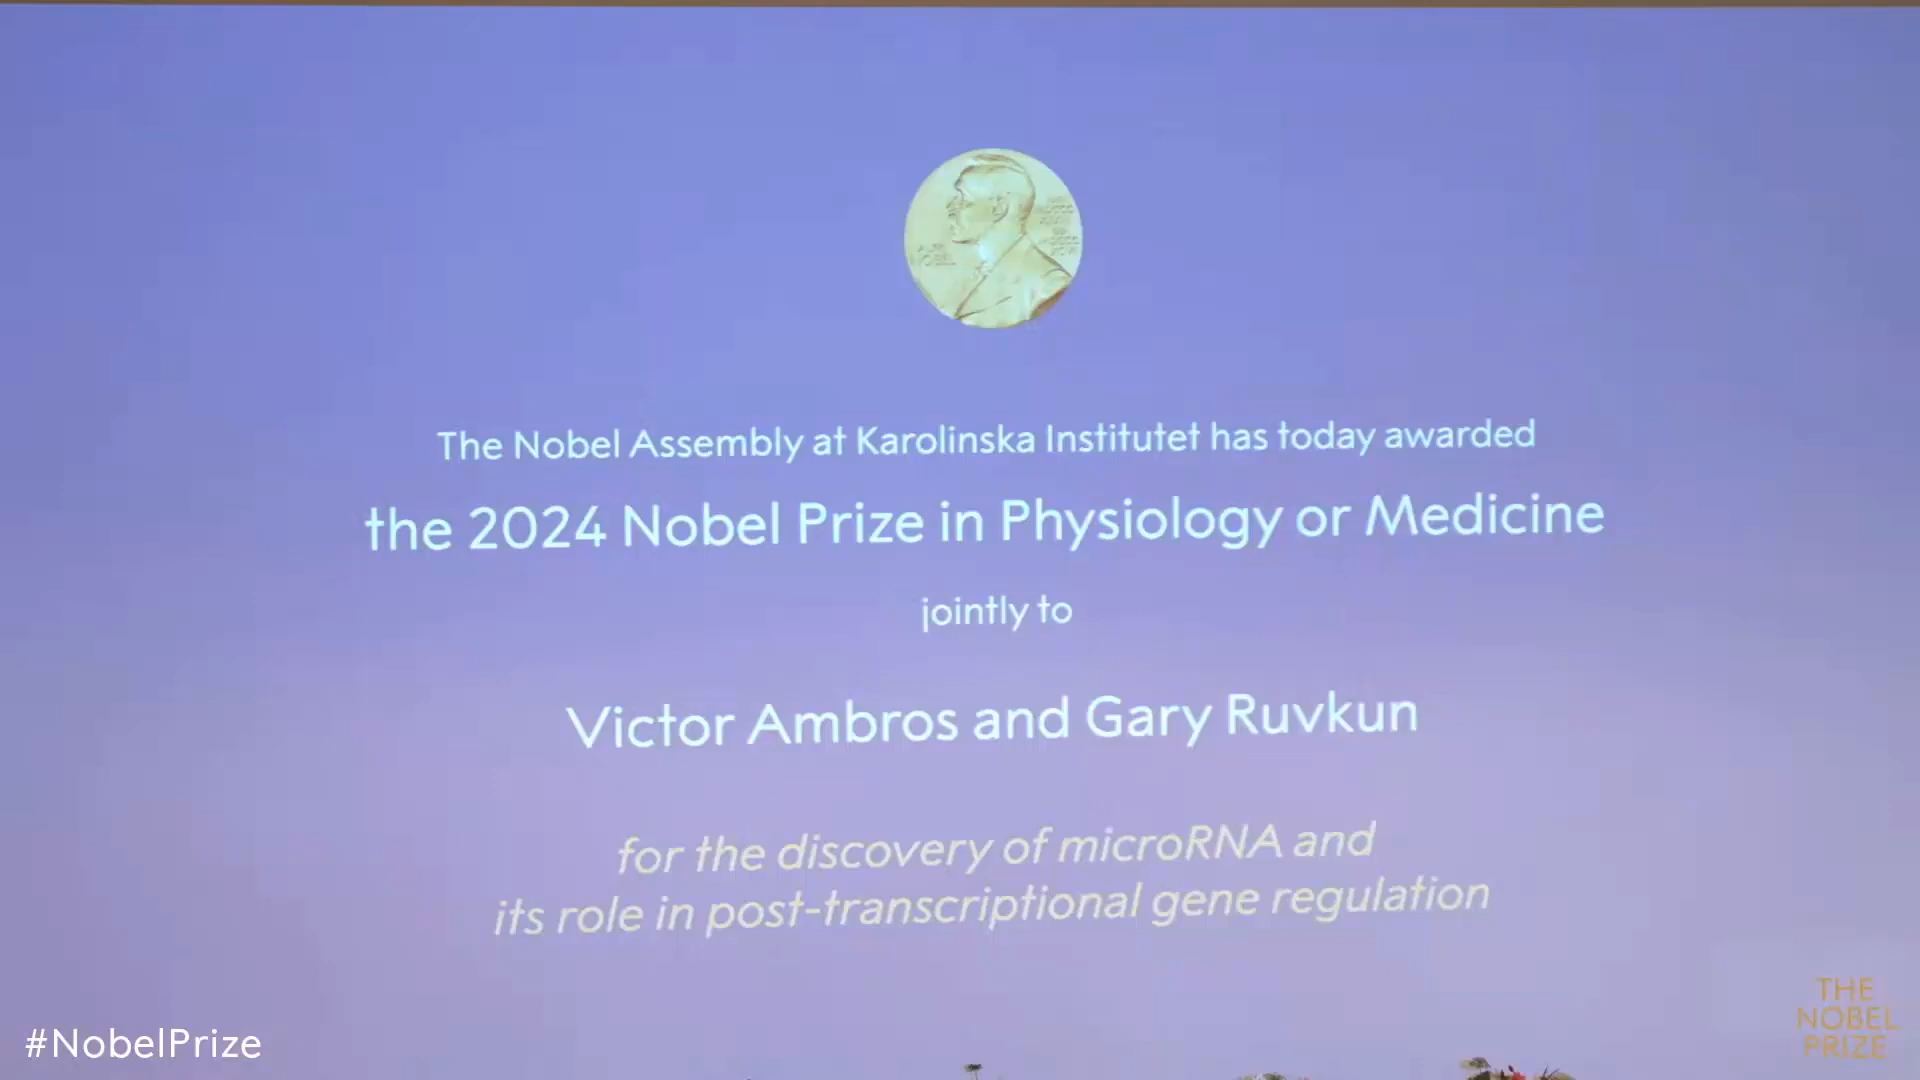 The Nobel Assembly at Karolinska Institutet has today awarded
the 2024 Nobel Prize in Physiology or Medicine
jointly to
Victor Ambros and Gary Ruvkun
for the discovery of microRNA and
its role in post-transcriptional gene regulation
#NobelPrize
THE
NOBEL
PRIZE